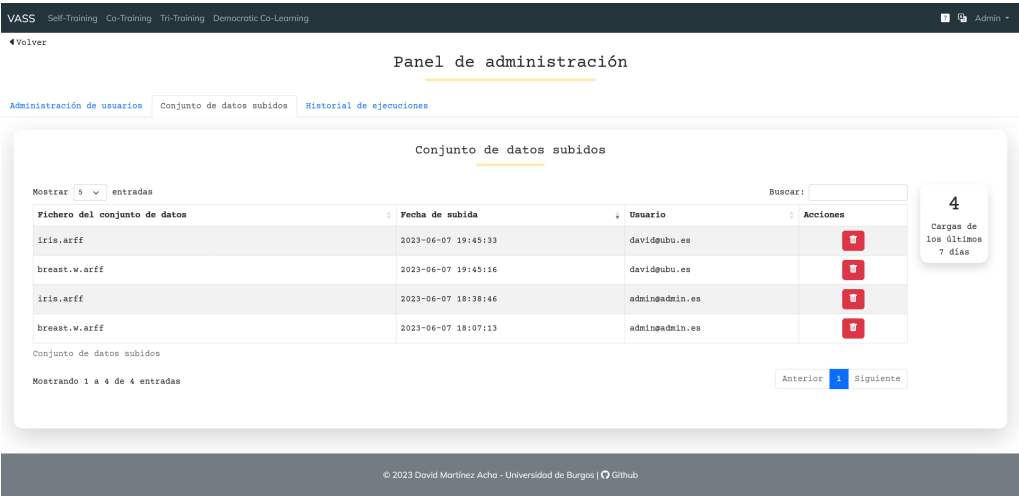 VASS Self-Training Co-Training Tri-Training Democratic Co-Learning Admin
Volver
Panel de administración
Administración de usuarios Conjunto de datos subidos Historial de ejecuciones
Conjunto de datos subidos
Mostrar 5 entradas Buscar:
Fichero del conjunto de datos Fecha de subida Usuario Acciones
iris.arff 2023-06-07 19:45:33 david@ubu.es
breast.w.arff 2023-06-07 19:45:16 david@ubu.es
iris.arff 2023-06-07 18:38:46 admin@admin.es
breast.w.arff 2023-06-07 18:07:13 admin@admin.es
Conjunto de datos subidos
Mostrando 1 a 4 de 4 entradas
Anterior 1 Siguiente
4
Cargas de
los últimos
7 días
© 2023 David Martínez Acha - Universidad de Burgos | Github